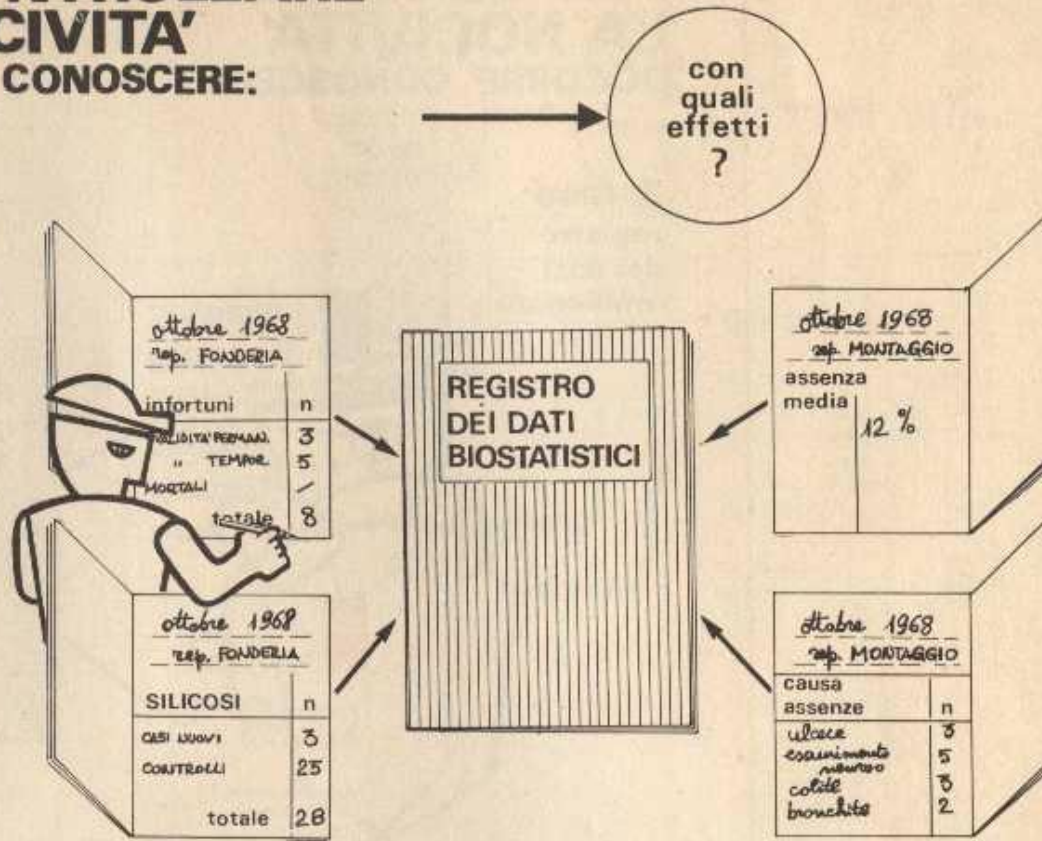 CIVITA'
CONOSCERE:
con
quali
effetti
?
ottobre 1968
rep. FONDERIA
infortuni n
PERMAN. 3
" TEMPOR. 5
MORTALI /
totale 8
ottobre 1968
rep. FONDERIA
SILICOSI n
CASI NUOVI 3
CONTROLLI 25
totale 28
REGISTRO
DEI DATI
BIOSTATISTICI
ottobre 1968
rep. MONTAGGIO
assenza
media
12 %
ottobre 1968
rep. MONTAGGIO
causa
assenze n
ulcere 3
esaurimento 5
nervoso
colite 3
bronchite 2